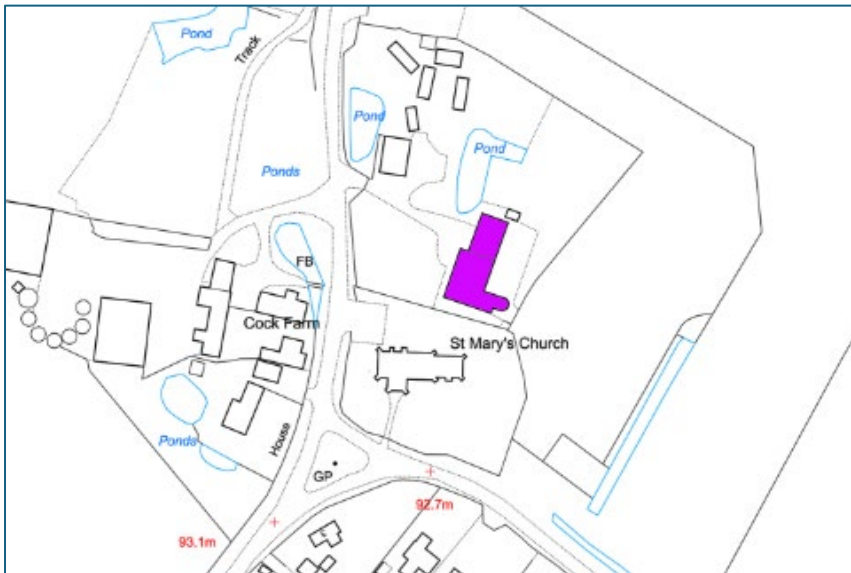 Pond
Track
Pond
Pond
Ponds
FB
Cock Farm
St Mary's Church
Ponds
House
GP
92.7m
93.1m